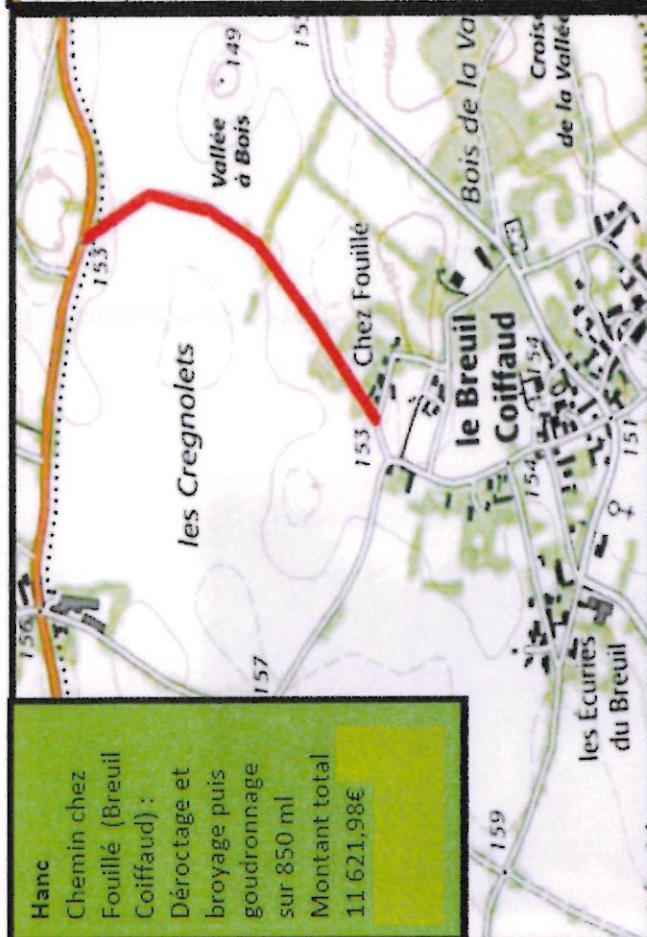 Hanc
Chemin chez
Fouillé (Breuil
Coiffaud) :
Déroctage et
broyage puis
goudronnage
sur 850 ml
Montant total
11 621,98€
156
153
149
Vallée
à Bois
les Cregnolets
157
153
Chez Fouillé
Bois de la Va
Crois
de la Vallée
le Breuil
Coiffaud
154
154
151
les Écuries
du Breuil
159